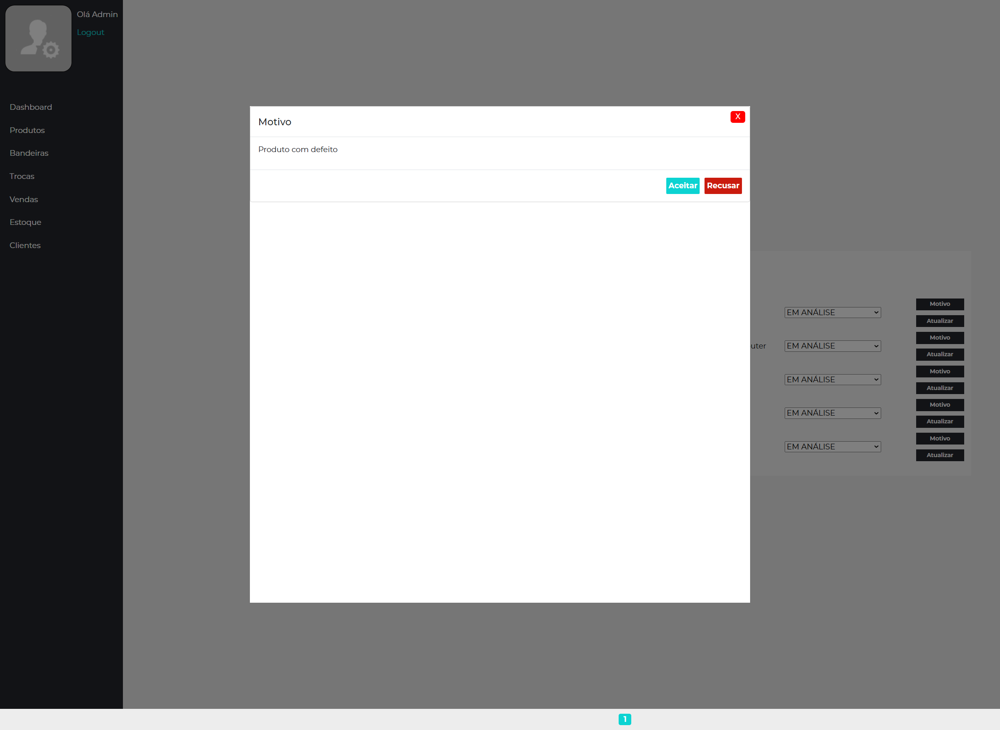 Olá Admin
Logout
Dashboard
Produtos
Bandeiras
Trocas
Vendas
Estoque
Clientes
Motivo
X
Produto com defeito
Aceitar Recusar
EM ANÁLISE
Motivo
Atualizar
uter
EM ANÁLISE
Motivo
Atualizar
EM ANÁLISE
Motivo
Atualizar
EM ANÁLISE
Motivo
Atualizar
EM ANÁLISE
Motivo
Atualizar
1